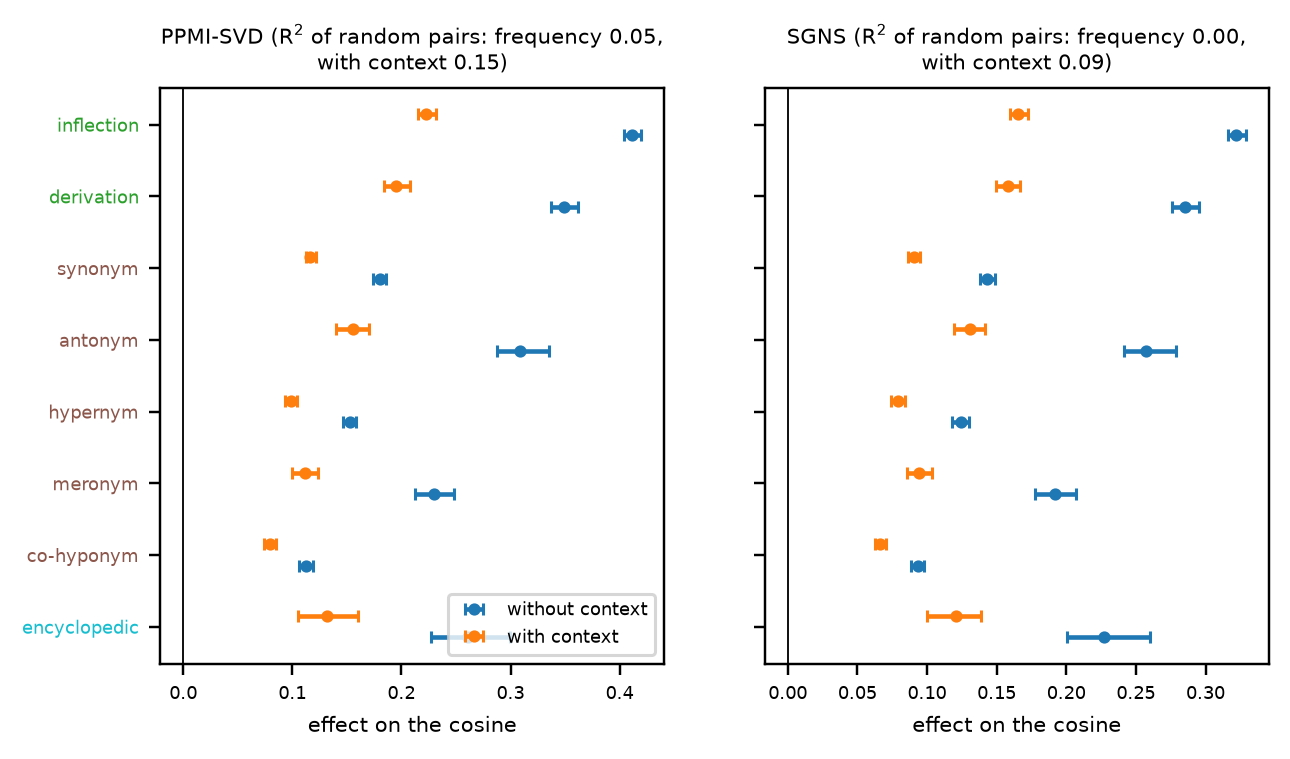 PPMI-SVD (R² of random pairs: frequency 0.05,
with context 0.15)
SGNS (R² of random pairs: frequency 0.00,
with context 0.09)
inflection
derivation
synonym
antonym
hypernym
meronym
co-hyponym
encyclopedic
without context
with context
0.0 0.1 0.2 0.3 0.4
0.00 0.05 0.10 0.15 0.20 0.25 0.30
effect on the cosine
effect on the cosine